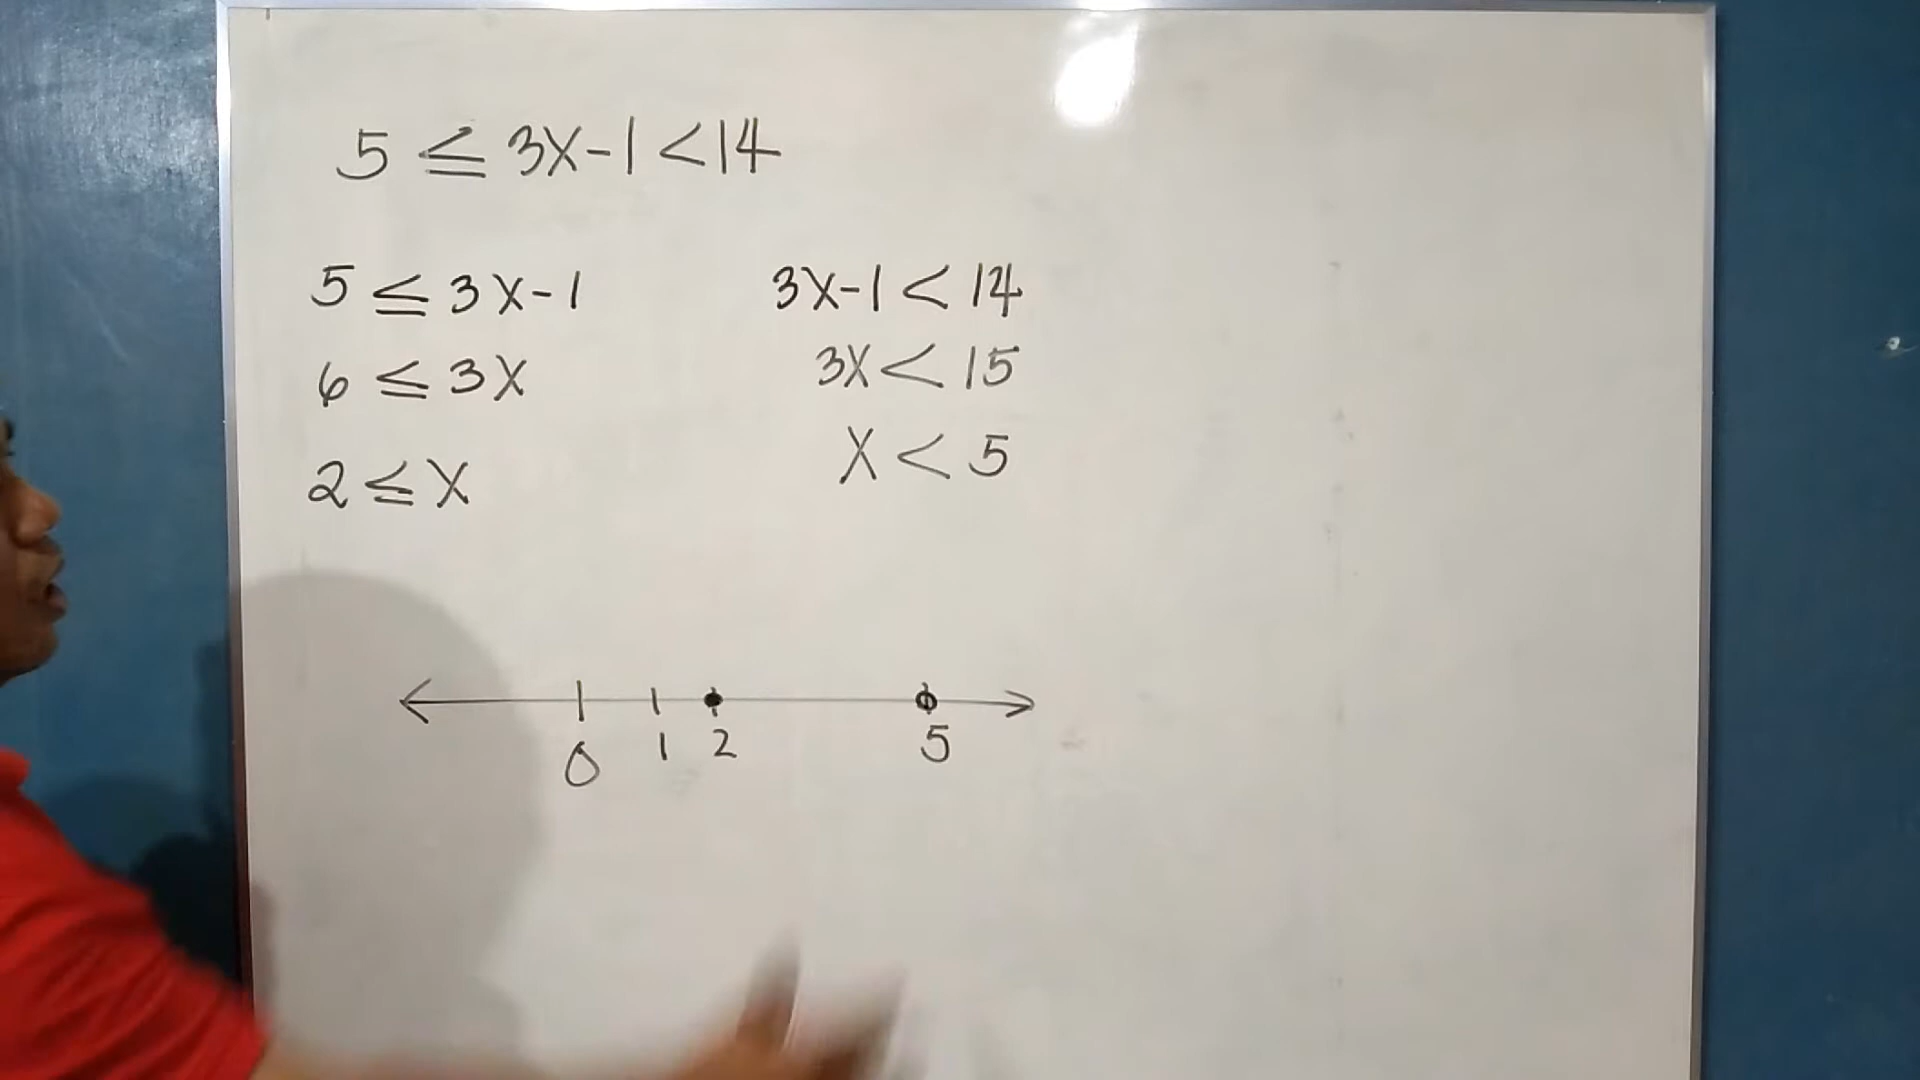 5 ≤ 3X-1 < 14
5 ≤ 3X-1
6 ≤ 3X
2 ≤ X
3X-1 < 14
3X < 15
X < 5
0 1 2 5